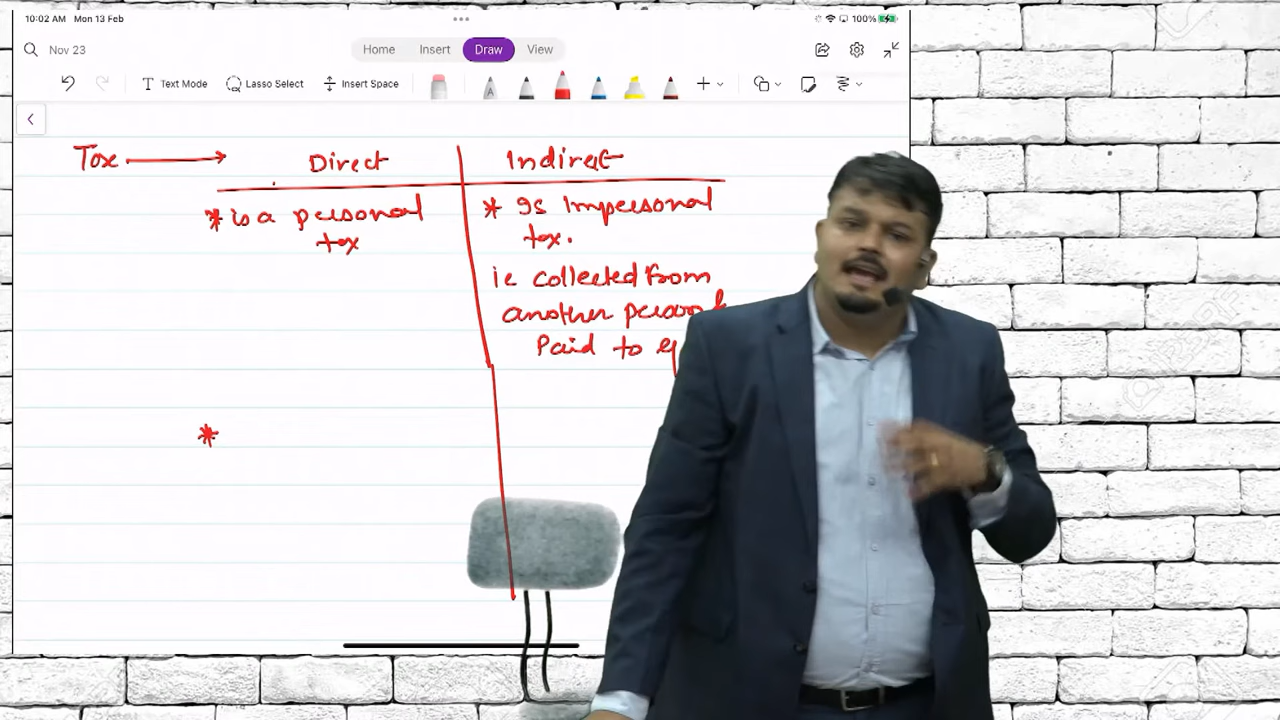 10:02 AM Mon 13 Feb
100%
Nov 23
Home Insert Draw View
Text Mode Lasso Select Insert Space
Tax Direct Indirect
* is a personal
tax
* Is Impersonal
tax.
ie collected from
another person &
Paid to
*